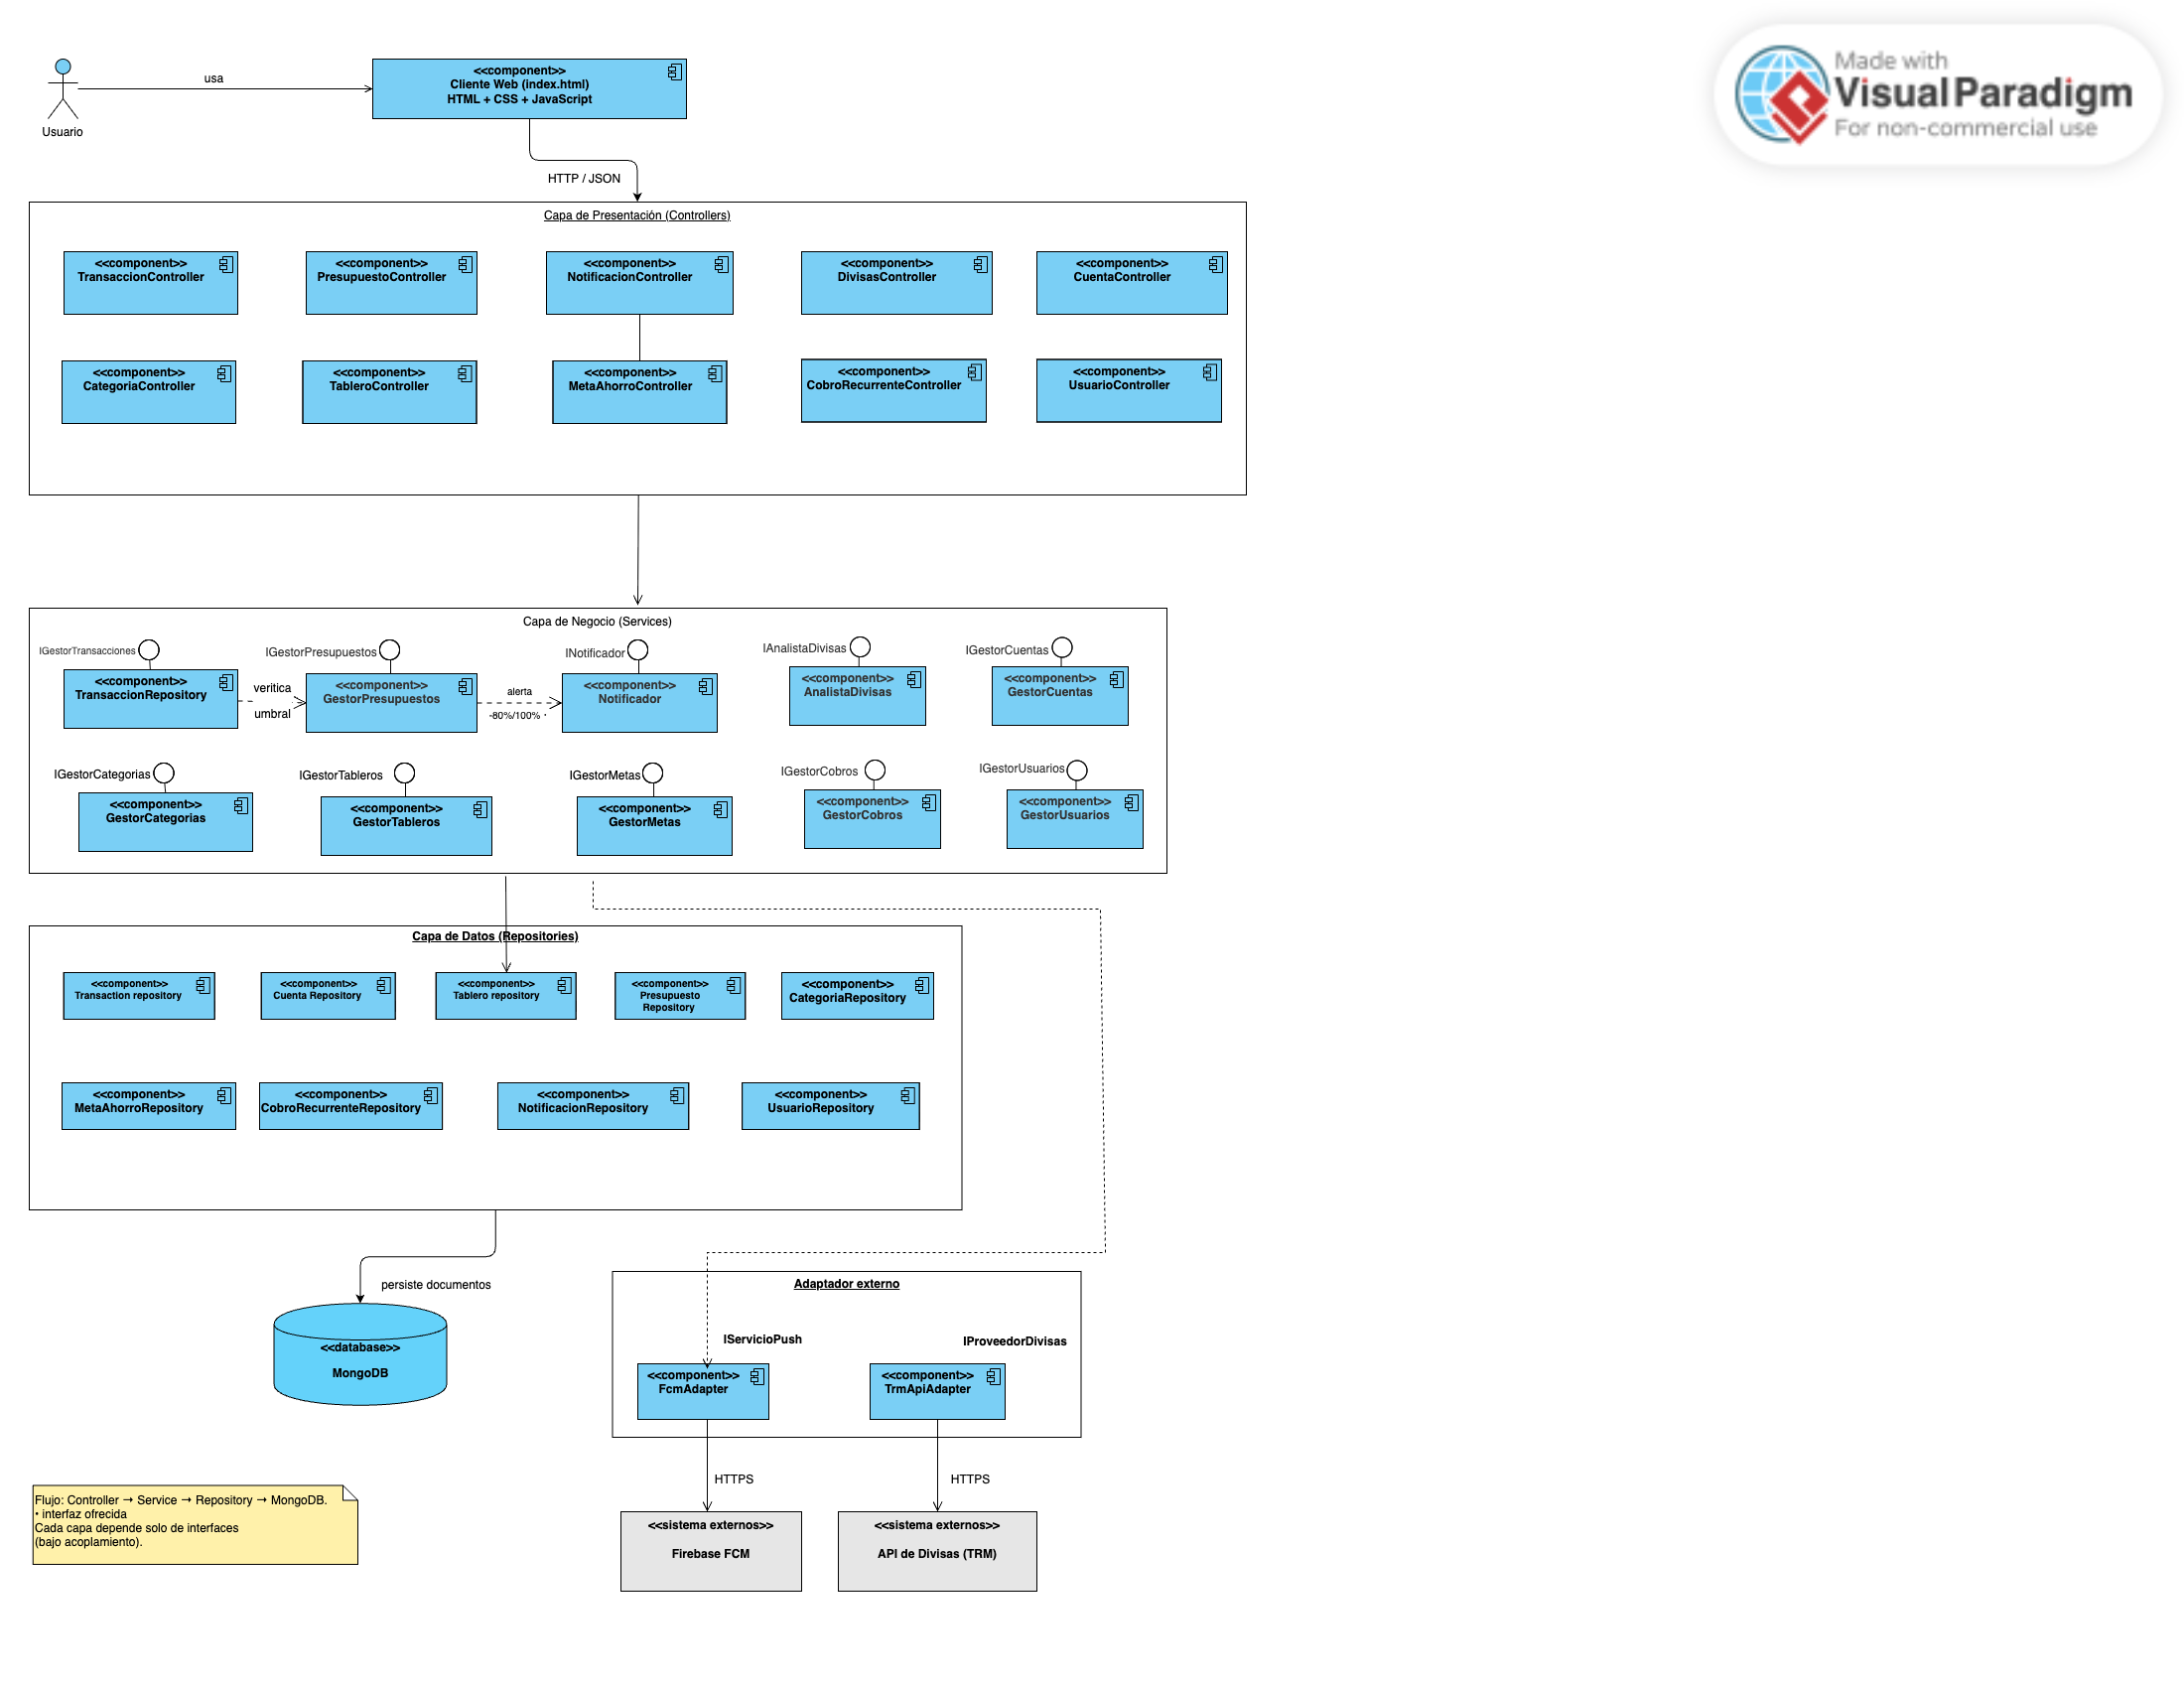 Made with
Visual Paradigm
For non-commercial use
Usuario
usa
<<component>>
Cliente Web (index.html)
HTML + CSS + JavaScript
HTTP / JSON
Capa de Presentación (Controllers)
<<component>>
TransaccionController
<<component>>
PresupuestoController
<<component>>
NotificacionController
<<component>>
DivisasController
<<component>>
CuentaController
<<component>>
CategoriaController
<<component>>
TableroController
<<component>>
MetaAhorroController
<<component>>
CobroRecurrenteController
<<component>>
UsuarioController
Capa de Negocio (Services)
IGestorTransacciones
<<component>>
TransaccionRepository
veritica
umbral
IGestorPresupuestos
<<component>>
GestorPresupuestos
alerta
-80%/100% ·
INotificador
<<component>>
Notificador
IAnalistaDivisas
<<component>>
AnalistaDivisas
IGestorCuentas
<<component>>
GestorCuentas
IGestorCategorias
<<component>>
GestorCategorias
IGestorTableros
<<component>>
GestorTableros
IGestorMetas
<<component>>
GestorMetas
IGestorCobros
<<component>>
GestorCobros
IGestorUsuarios
<<component>>
GestorUsuarios
Capa de Datos (Repositories)
<<component>>
Transaction repository
<<component>>
Cuenta Repository
<<component>>
Tablero repository
<<component>>
Presupuesto
Repository
<<component>>
CategoriaRepository
<<component>>
MetaAhorroRepository
<<component>>
CobroRecurrenteRepository
<<component>>
NotificacionRepository
<<component>>
UsuarioRepository
persiste documentos
<<database>>
MongoDB
Adaptador externo
IServicioPush
<<component>>
FcmAdapter
IProveedorDivisas
<<component>>
TrmApiAdapter
HTTPS
HTTPS
<<sistema externos>>
Firebase FCM
<<sistema externos>>
API de Divisas (TRM)
Flujo: Controller → Service → Repository → MongoDB.
• interfaz ofrecida
Cada capa depende solo de interfaces
(bajo acoplamiento).